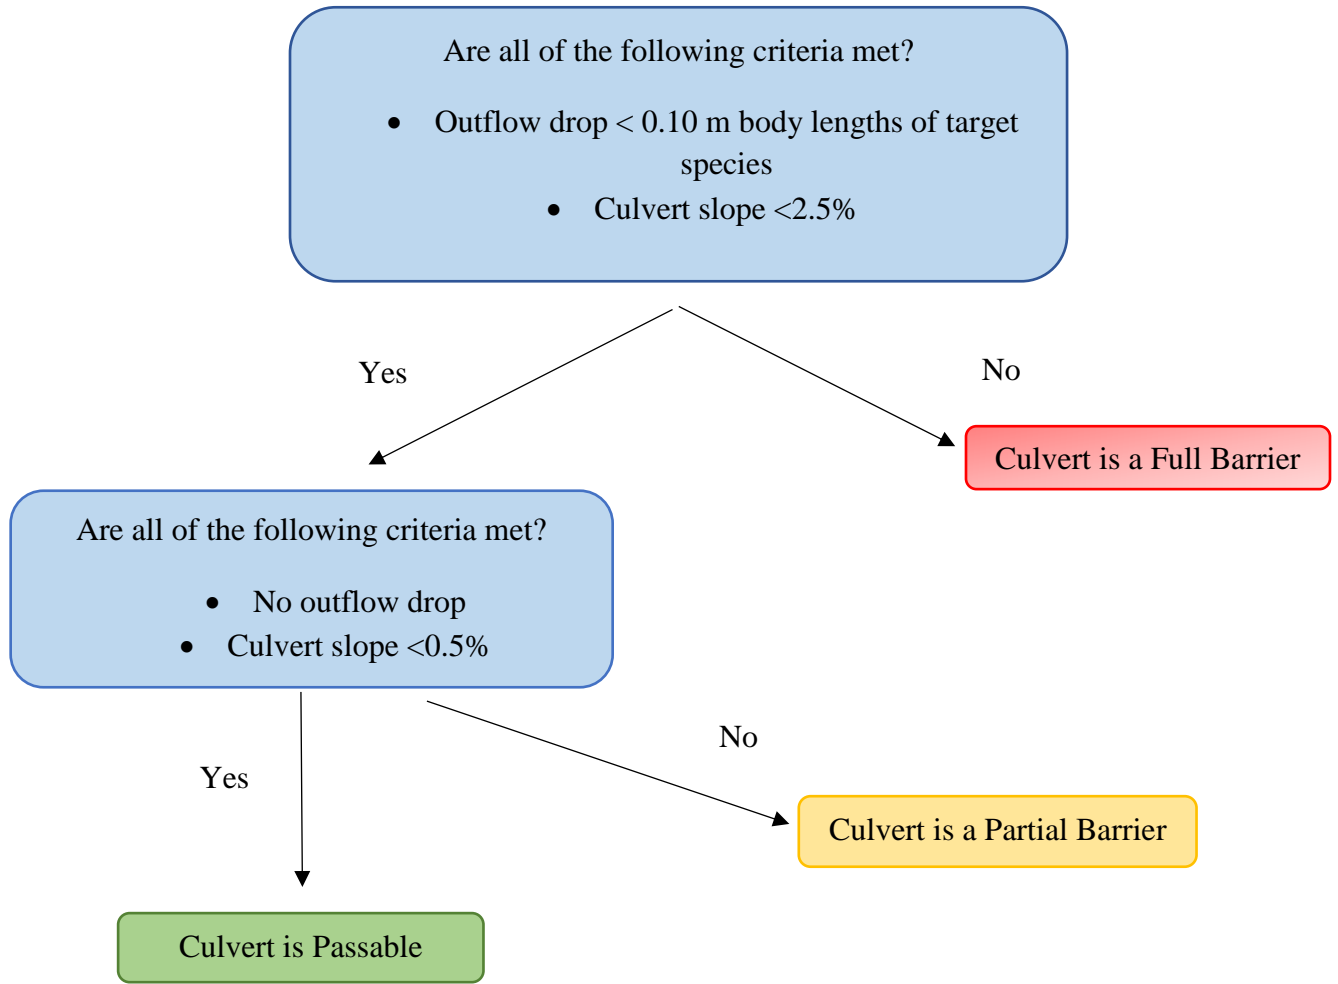 Are all of the following criteria met?
• Outflow drop < 0.10 m body lengths of target
species
• Culvert slope <2.5%
Yes
No
Culvert is a Full Barrier
Are all of the following criteria met?
• No outflow drop
• Culvert slope <0.5%
No
Yes
Culvert is a Partial Barrier
Culvert is Passable